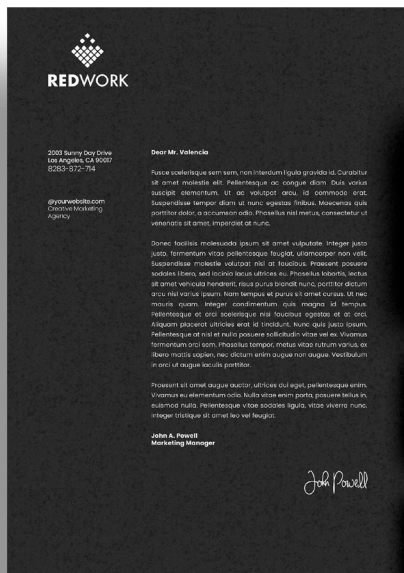 REDWORK
2003 Sunny Day Drive
Los Angeles, CA 90017
8283-872-714
@yourwebsite.com
Creative Marketing
Agency
Dear Mr. Valencia
Fusce scelerisque sem sem, non interdum ligula gravida id. Curabitur
sit amet molestie elit. Pellentesque ac congue diam. Duis varius
suscipit elementum. Ut ac volutpat arcu, id commodo erat.
Suspendisse tempor diam ut nunc egestas finibus. Maecenas quis
porttitor dolor, a accumsan odio. Phasellus nisl metus, consectetur ut
venenatis sit amet, imperdiet at nunc.
Donec facilisis malesuada ipsum sit amet vulputate. Integer justo
justo, fermentum vitae pellentesque feugiat, ullamcorper non velit.
Suspendisse molestie volutpat nisl at faucibus. Praesent posuere
sodales libero, sed lacinia lacus ultrices eu. Phasellus lobortis, lectus
sit amet vehicula hendrerit, risus purus blandit nunc, porttitor dictum
arcu nisl varius ipsum. Nam tempus et purus sit amet cursus. Ut nec
mauris quam. Integer condimentum quis magna id tempus.
Pellentesque et orci scelerisque nisi faucibus egestas et at orci.
Aliquam placerat ultricies erat id tincidunt. Nunc quis justo ipsum.
Pellentesque at nisl et nulla posuere sollicitudin vitae vel ex. Vivamus
fermentum orci sem. Phasellus tempor, metus vitae rutrum varius, ex
libero mattis sapien, nec dictum enim augue non augue. Vestibulum
in orci ut augue iaculis porttitor.
Praesent sit amet augue auctor, ultrices dui eget, pellentesque enim.
Vivamus eu elementum odio. Nulla vitae enim porta, posuere tellus in,
euismod nulla. Pellentesque vitae sodales ligula, vitae viverra nunc.
Integer tristique sit amet leo vel feugiat.
John A. Powell
Marketing Manager
John Powell